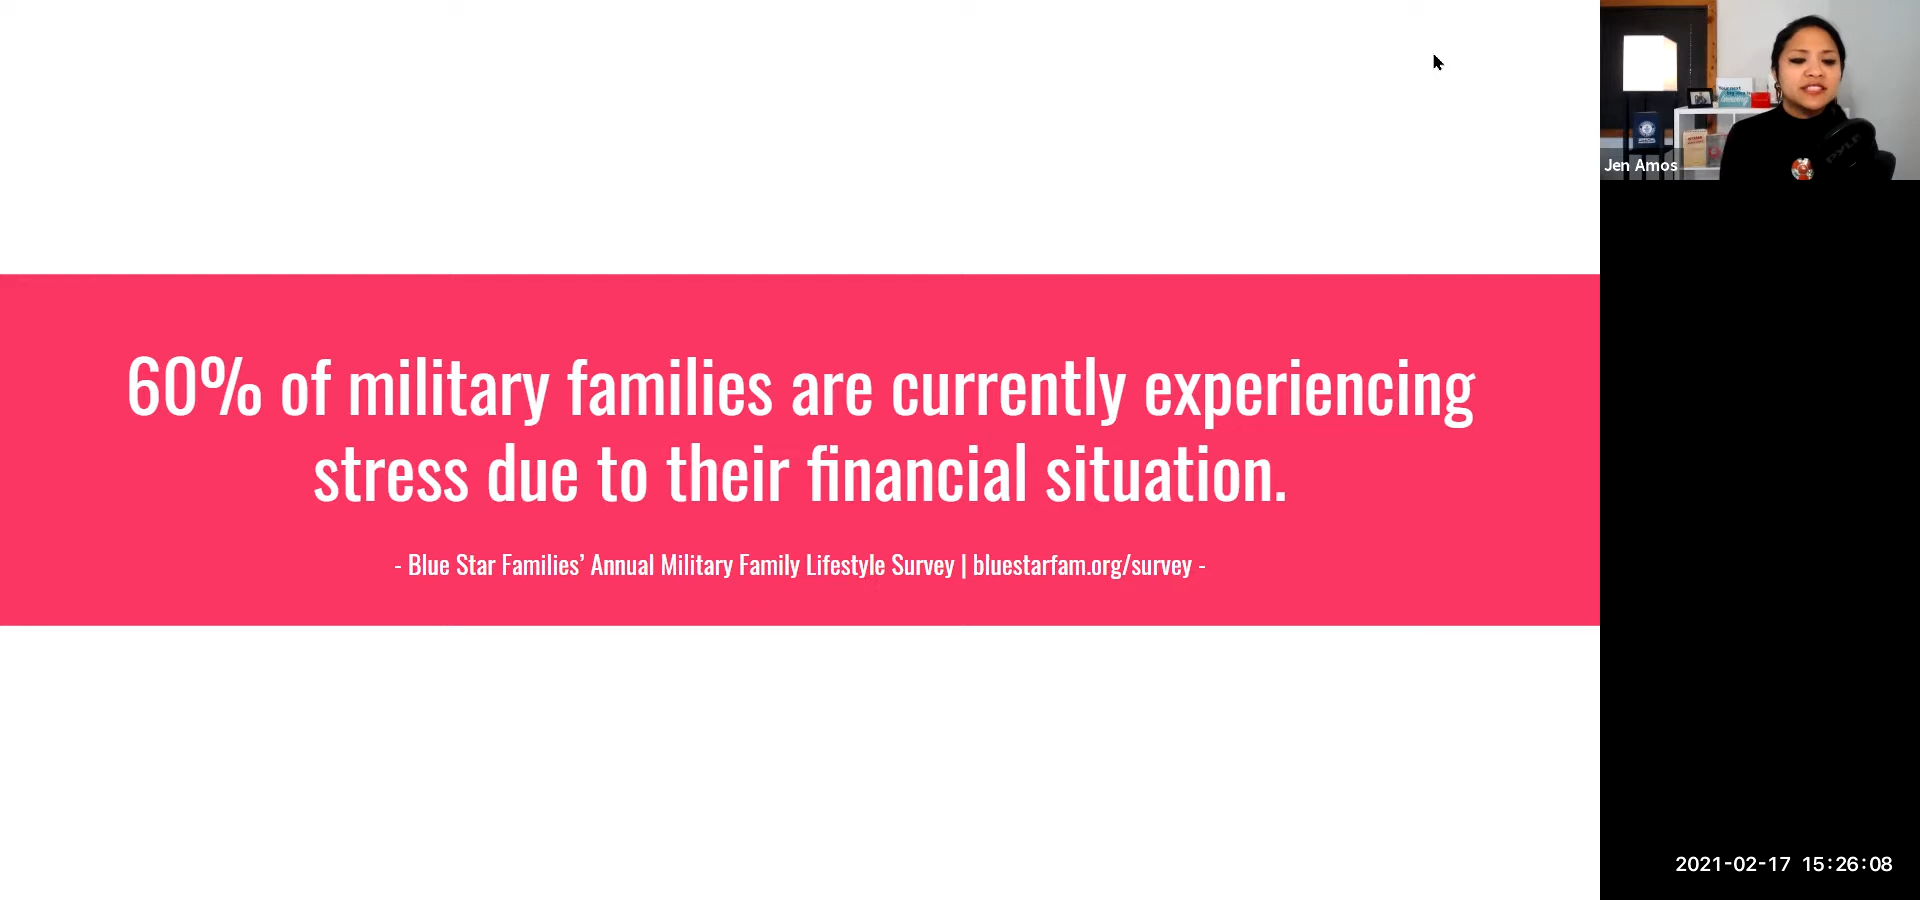 60% of military families are currently experiencing
stress due to their financial situation.
- Blue Star Families’ Annual Military Family Lifestyle Survey | bluestarfam.org/survey -
Jen Amos
2021-02-17 15:26:08